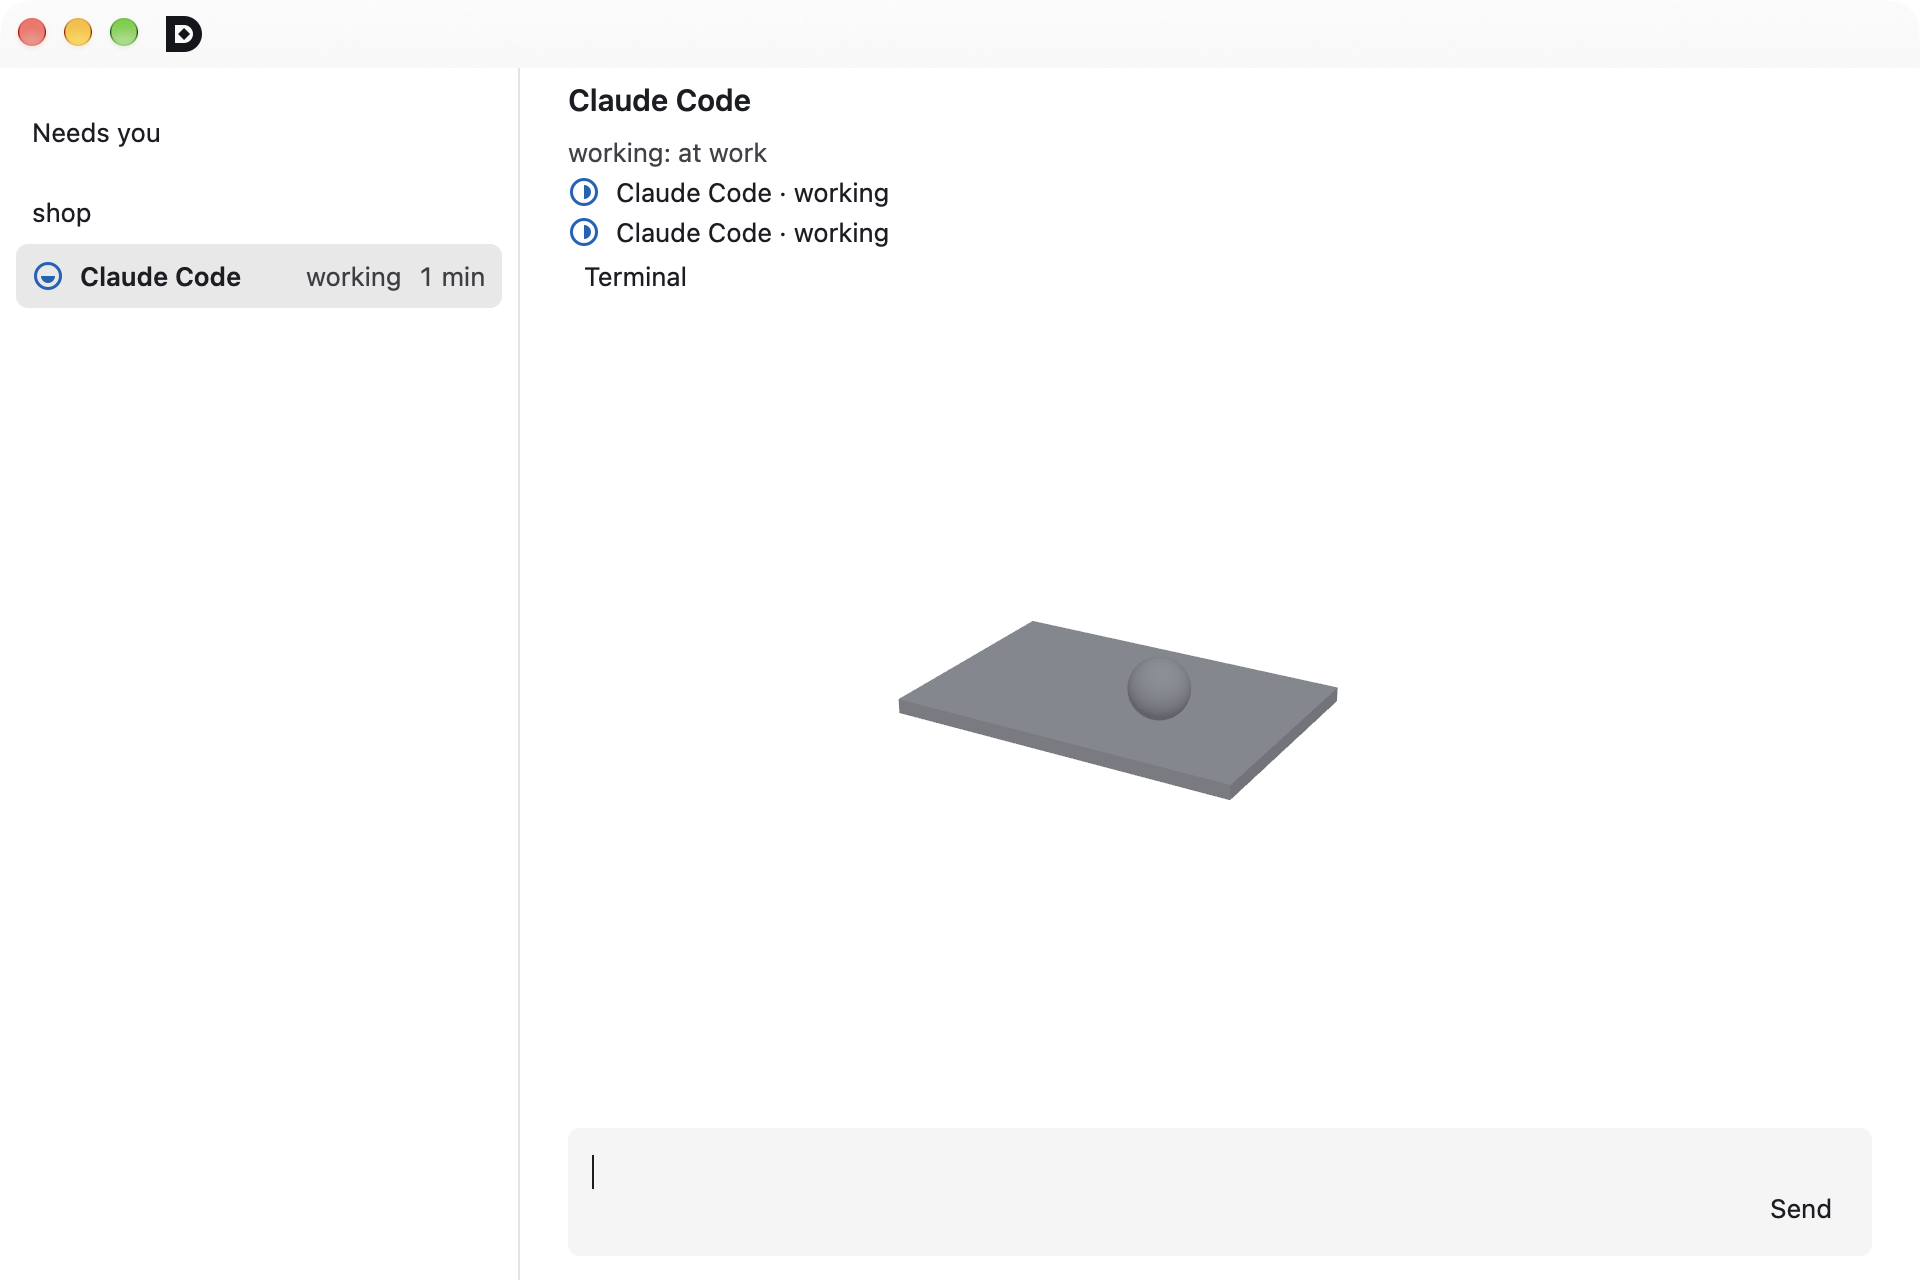 Needs you
shop
Claude Code working 1 min
Claude Code
working: at work
Claude Code · working
Claude Code · working
Terminal
Send